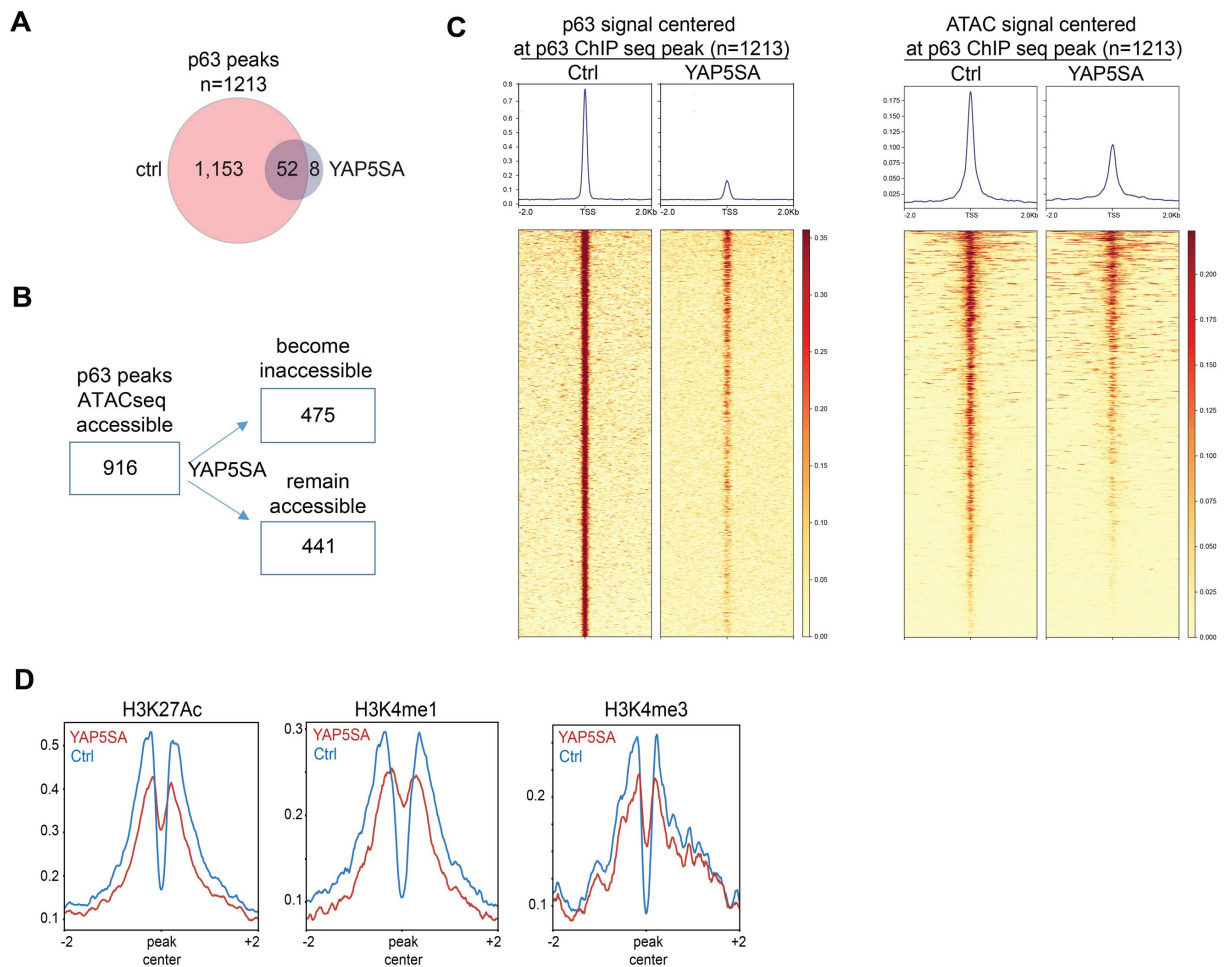 A
p63 peaks
n=1213
ctrl
1,153
52
8
YAP5SA
B
p63 peaks
ATACseq
accessible
916
YAP5SA
become
inaccessible
475
remain
accessible
441
C
p63 signal centered
at p63 ChIP seq peak (n=1213)
Ctrl
YAP5SA
0.8
0.7
0.6
0.5
0.4
0.3
0.2
0.1
0.0
-2.0
TSS
2.0Kb
-2.0
TSS
2.0Kb
0.35
0.30
0.25
0.20
0.15
0.10
0.05
0.00
ATAC signal centered
at p63 ChIP seq peak (n=1213)
Ctrl
YAP5SA
0.175
0.150
0.125
0.100
0.075
0.050
0.025
-2.0
TSS
2.0Kb
-2.0
TSS
2.0Kb
0.200
0.175
0.150
0.125
0.100
0.075
0.050
0.025
0.000
D
H3K27Ac
YAP5SA
Ctrl
0.5
0.4
0.3
0.2
0.1
-2
peak
center
+2
H3K4me1
YAP5SA
Ctrl
0.3
0.2
0.1
-2
peak
center
+2
H3K4me3
YAP5SA
Ctrl
0.2
0.1
-2
peak
center
+2